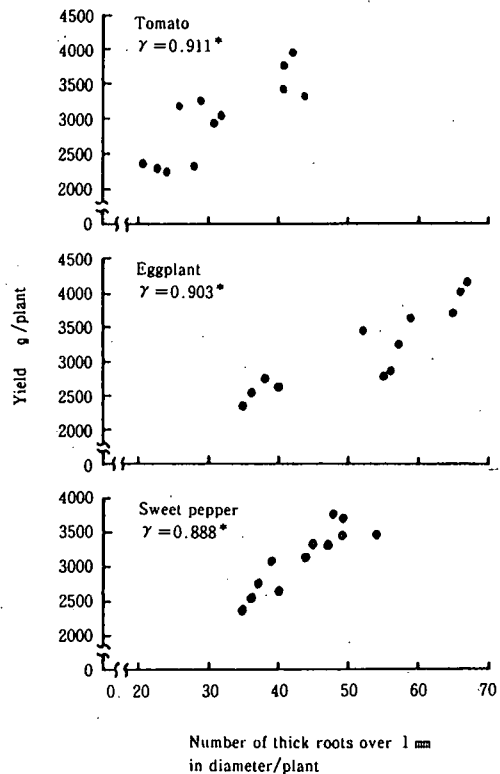 4500
Tomato
γ=0.911*
4000
3500
3000
2500
2000
0
4500
Eggplant
γ=0.903*
4000
3500
3000
2500
2000
0
Yield g/plant
4000
Sweet pepper
γ=0.888*
3500
3000
2500
2000
0
0. 20 30 40 50 60 70
Number of thick roots over 1 mm
in diameter/plant